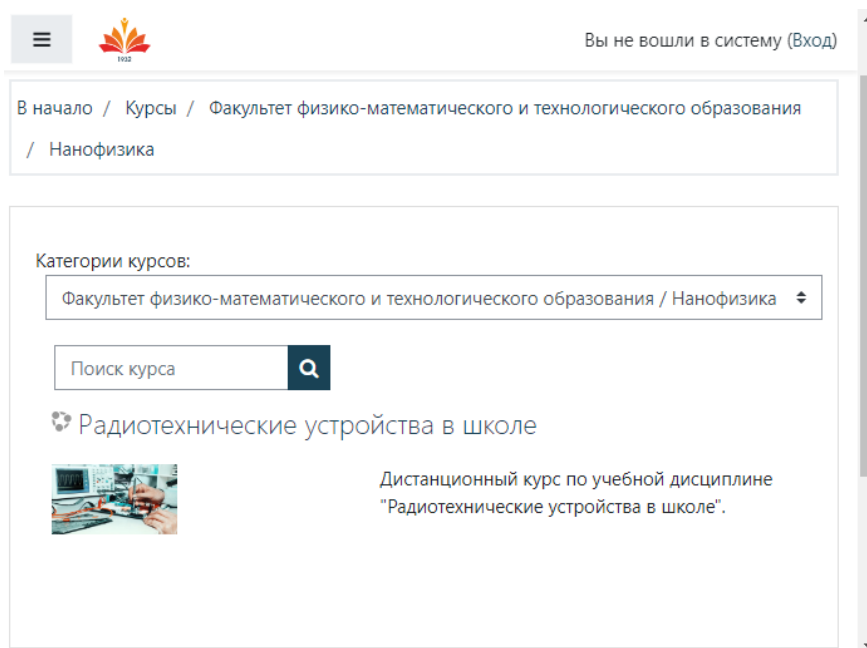 1932
Вы не вошли в систему (Вход)
В начало / Курсы / Факультет физико-математического и технологического образования
/ Нанофизика
Категории курсов:
Факультет физико-математического и технологического образования / Нанофизика
Поиск курса
Радиотехнические устройства в школе
Дистанционный курс по учебной дисциплине
"Радиотехнические устройства в школе".